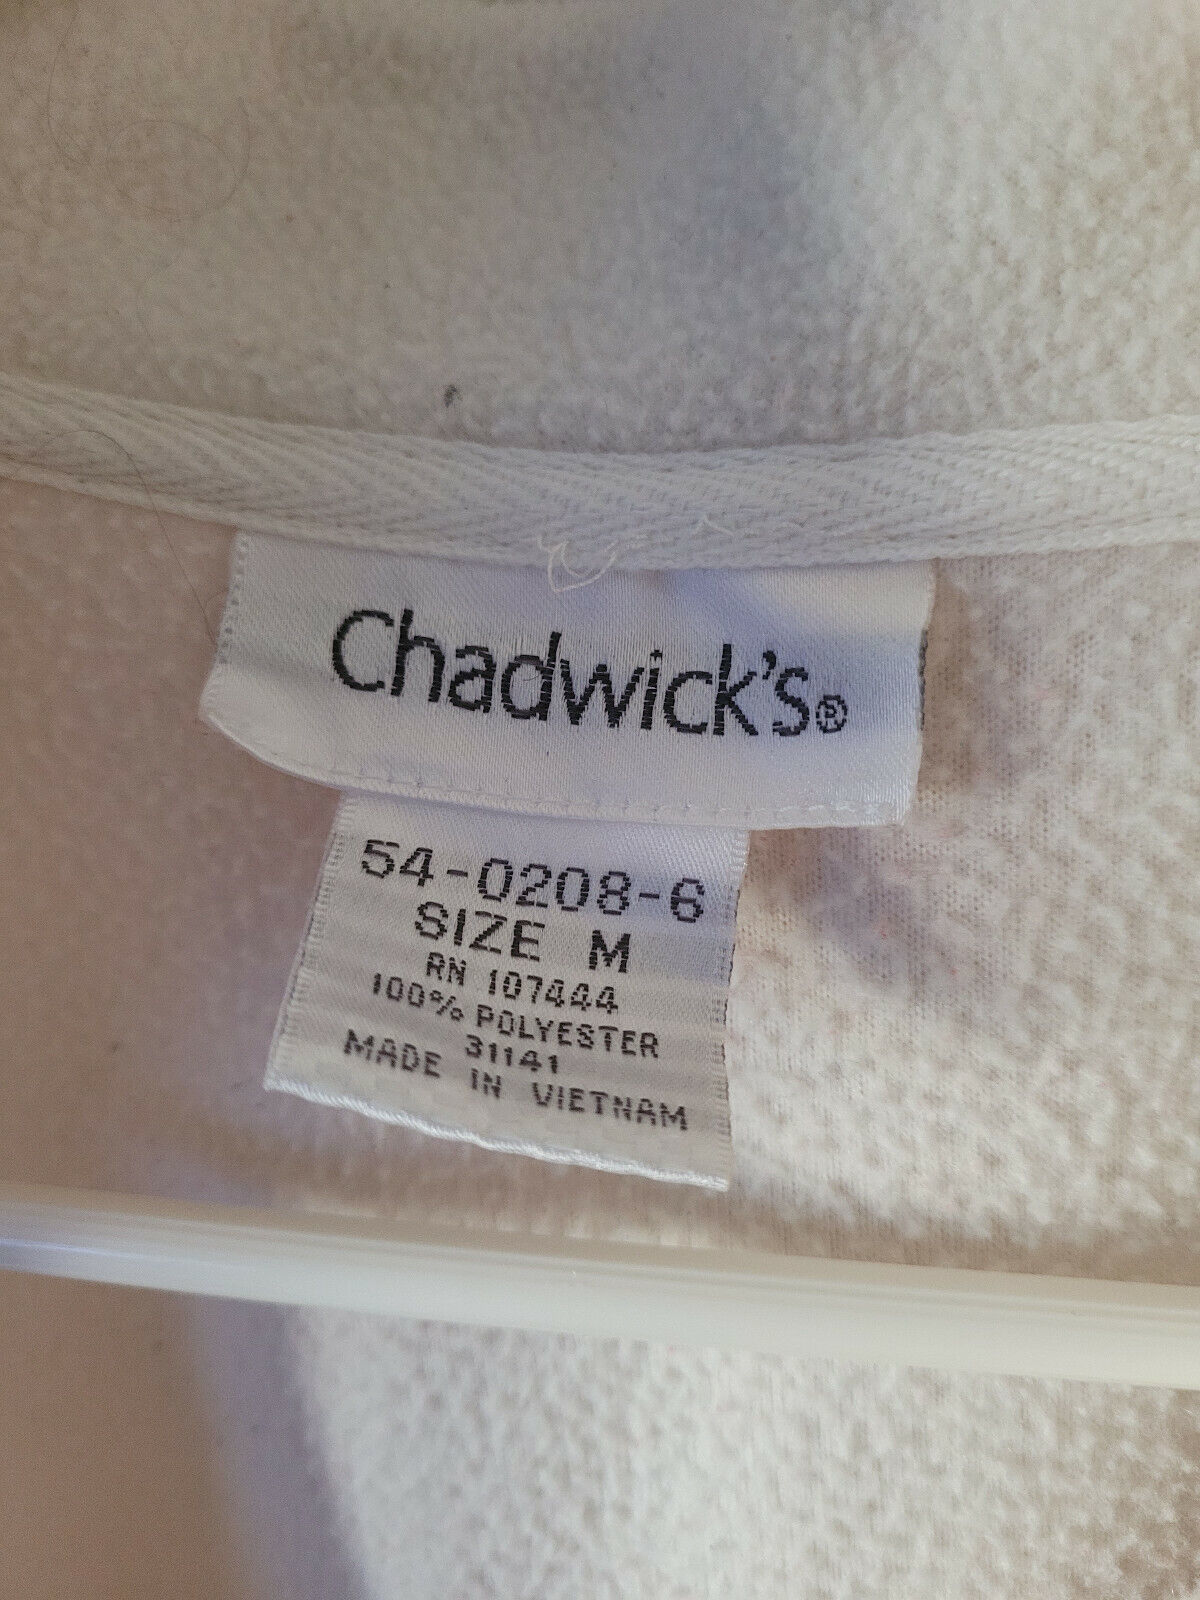 Chadwick's®
54-0208-6
SIZE M
RN 107444
100% POLYESTER
31141
MADE IN VIETNAM